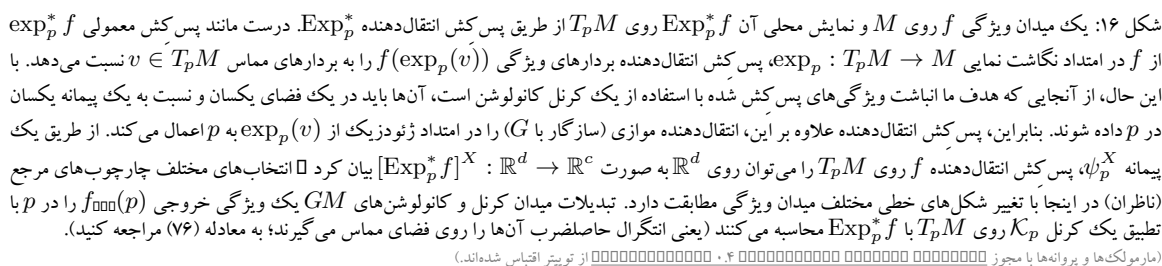 شکل ۱۶: یک میدان ویژگی f روی M و نمایش محلی آن Exp*_p f روی T_pM از طریق پس‌کش انتقال‌دهنده Exp*_p. درست مانند پس‌کش معمولی exp*_p f
از f در امتداد نگاشت نمایی exp_p : T_pM → M، پس‌کش انتقال‌دهنده بردارهای ویژگی f(exp_p(v)) را به بردارهای مماس v ∈ T_pM نسبت می‌دهد. با
این حال، از آنجایی که هدف ما انباشت ویژگی‌های پس‌کش شده با استفاده از یک کرنل کانولوشن است، آن‌ها باید در یک فضای یکسان و نسبت به یک پیمانه یکسان
در p داده شوند. بنابراین، پس‌کش انتقال‌دهنده علاوه بر این، انتقال‌دهنده موازی (سازگار با G) را در امتداد ژئودزیک از exp_p(v) به p اعمال می‌کند. از طریق یک
پیمانه ψ_p^X، پس‌کش انتقال‌دهنده f روی T_pM را می‌توان روی ℝ^d به صورت [Exp*_p f]^X : ℝ^d → ℝ^c بیان کرد □ انتخاب‌های مختلف چارچوب‌های مرجع
(ناظران) در اینجا با تغییر شکل‌های خطی مختلف میدان ویژگی مطابقت دارد. تبدیلات میدان کرنل و کانولوشن‌های GM یک ویژگی خروجی f_□□□(p) را در p با
تطبیق یک کرنل K_p روی T_pM با Exp*_p f محاسبه می‌کنند (یعنی انتگرال حاصلضرب آن‌ها را روی فضای مماس می‌گیرند؛ به معادله (۷۶) مراجعه کنید).
(مارمولک‌ها و پروانه‌ها با مجوز ۴.۰ از توییتر اقتباس شده‌اند.)